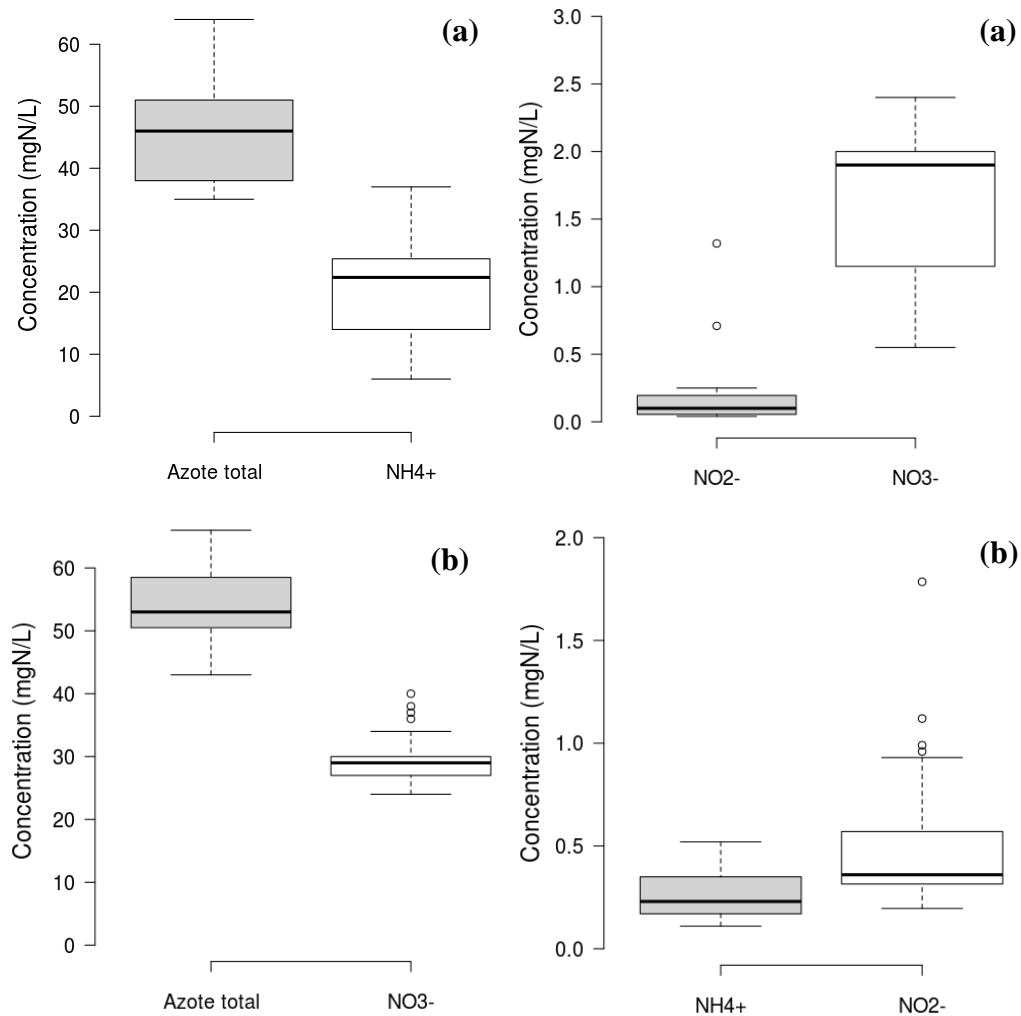 (a)
Concentration (mgN/L)
60
50
40
30
20
10
0
Azote total NH4+
(a)
Concentration (mgN/L)
3.0
2.5
2.0
1.5
1.0
0.5
0.0
NO2- NO3-
(b)
Concentration (mgN/L)
60
50
40
30
20
10
0
Azote total NO3-
(b)
Concentration (mgN/L)
2.0
1.5
1.0
0.5
0.0
NH4+ NO2-